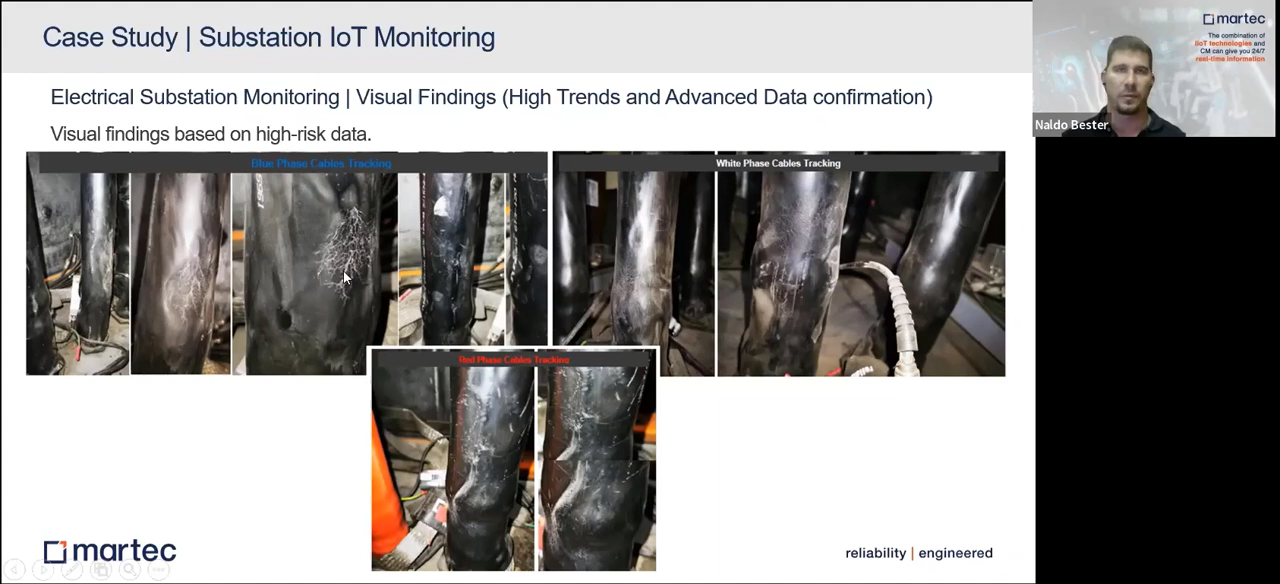 Case Study | Substation IoT Monitoring
Electrical Substation Monitoring | Visual Findings (High Trends and Advanced Data confirmation)
Visual findings based on high-risk data.
Blue Phase Cables Tracking
White Phase Cables Tracking
Red Phase Cables Tracking
martec
reliability | engineered
martec
The combination of
IIoT technologies and
CM can give you 24/7
real-time information
Naldo Bester